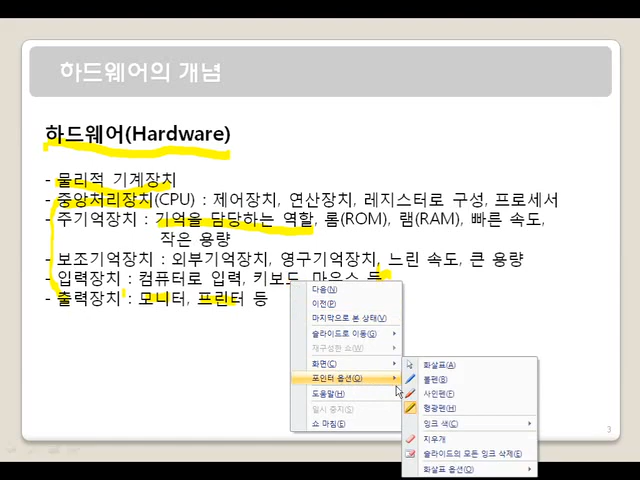 하드웨어의 개념
하드웨어(Hardware)
- 물리적 기계장치
- 중앙처리장치(CPU) : 제어장치, 연산장치, 레지스터로 구성, 프로세서
- 주기억장치 : 기억을 담당하는 역할, 롬(ROM), 램(RAM), 빠른 속도,
작은 용량
- 보조기억장치 : 외부기억장치, 영구기억장치, 느린 속도, 큰 용량
- 입력장치 : 컴퓨터로 입력, 키보드, 마우스 등
- 출력장치 : 모니터, 프린터 등
다음(N)
이전(P)
마지막으로 본 상태(V)
슬라이드로 이동(G)
재구성한 쇼(W)
화면(C)
포인터 옵션(O)
도움말(H)
일시 중지(S)
쇼 마침(E)
화살표(A)
볼펜(B)
사인펜(F)
형광펜(H)
잉크 색(C)
지우개
슬라이드의 모든 잉크 삭제(E)
화살표 옵션(O)
3